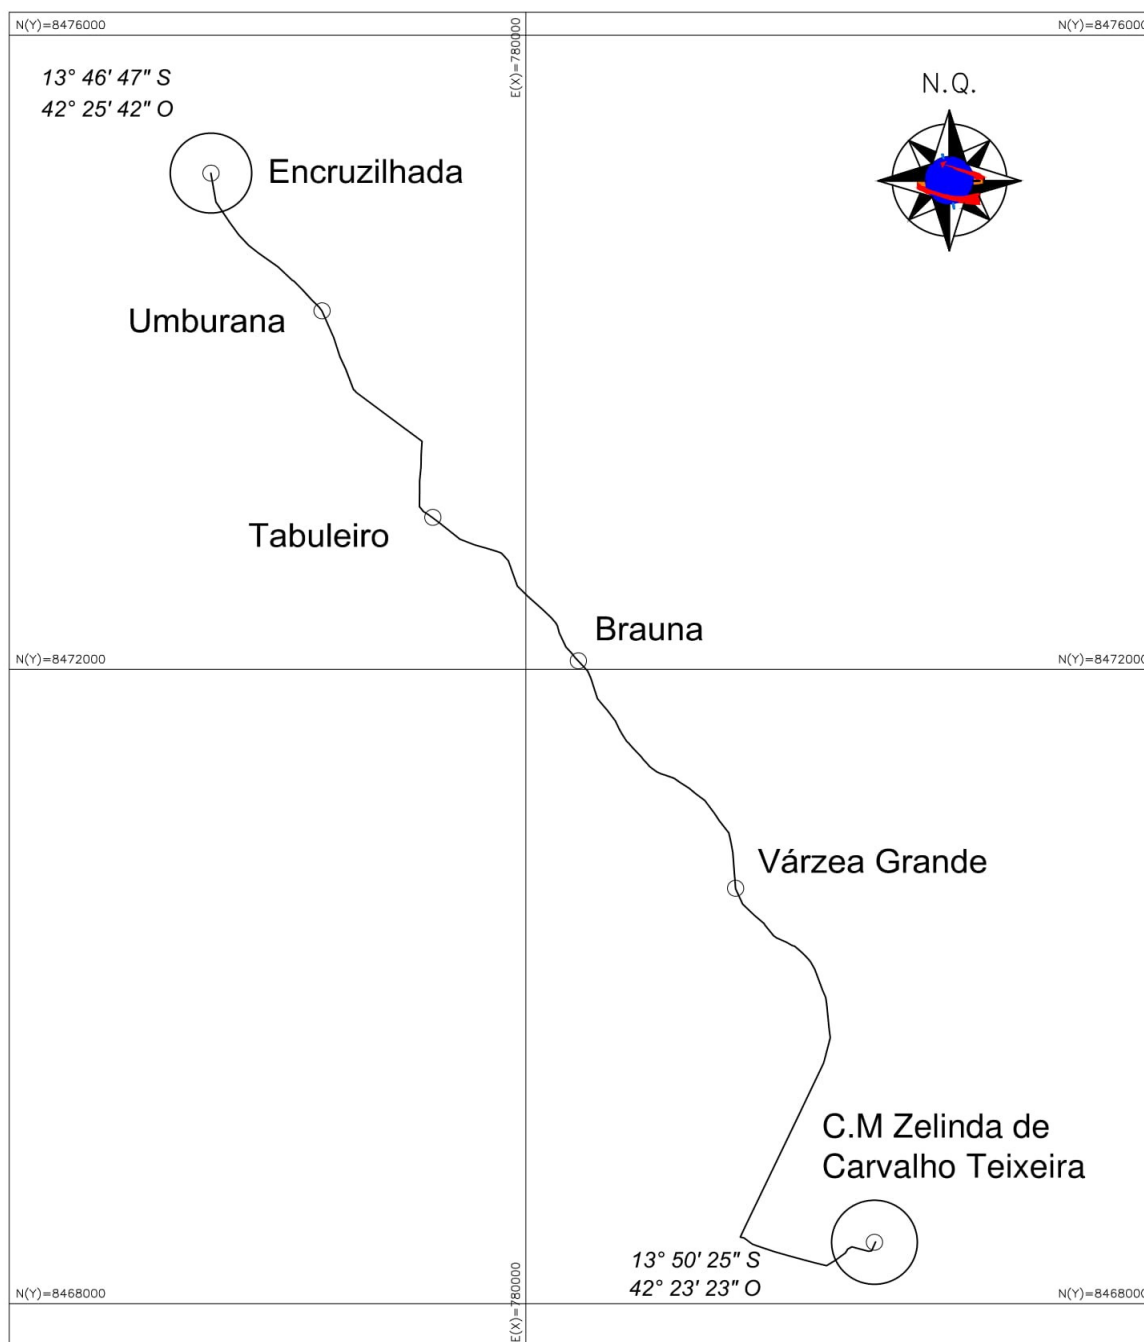 N(Y)=8476000
N(Y)=8476000
E(X)=780000
13° 46' 47" S
42° 25' 42" O
N.Q.
Encruzilhada
Umburana
Tabuleiro
Brauna
N(Y)=8472000
N(Y)=8472000
Várzea Grande
C.M Zelinda de
Carvalho Teixeira
13° 50' 25" S
42° 23' 23" O
N(Y)=8468000
E(X)=780000
N(Y)=8468000